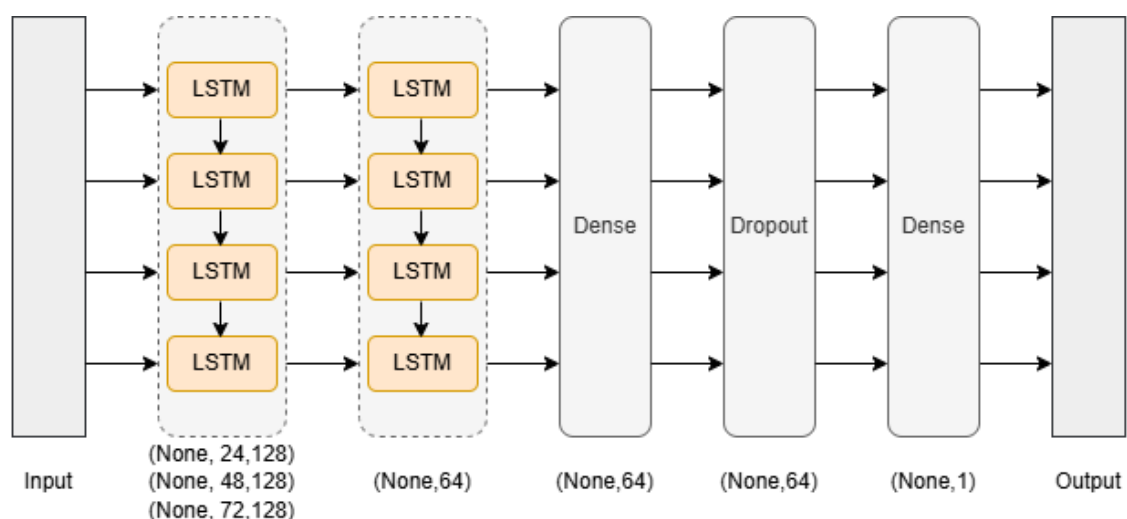 LSTM
LSTM
LSTM
LSTM
LSTM
LSTM
LSTM
LSTM
Dense
Dropout
Dense
(None, 24,128)
(None, 48,128)
(None, 72,128)
Input
(None,64)
(None,64)
(None,64)
(None,1)
Output